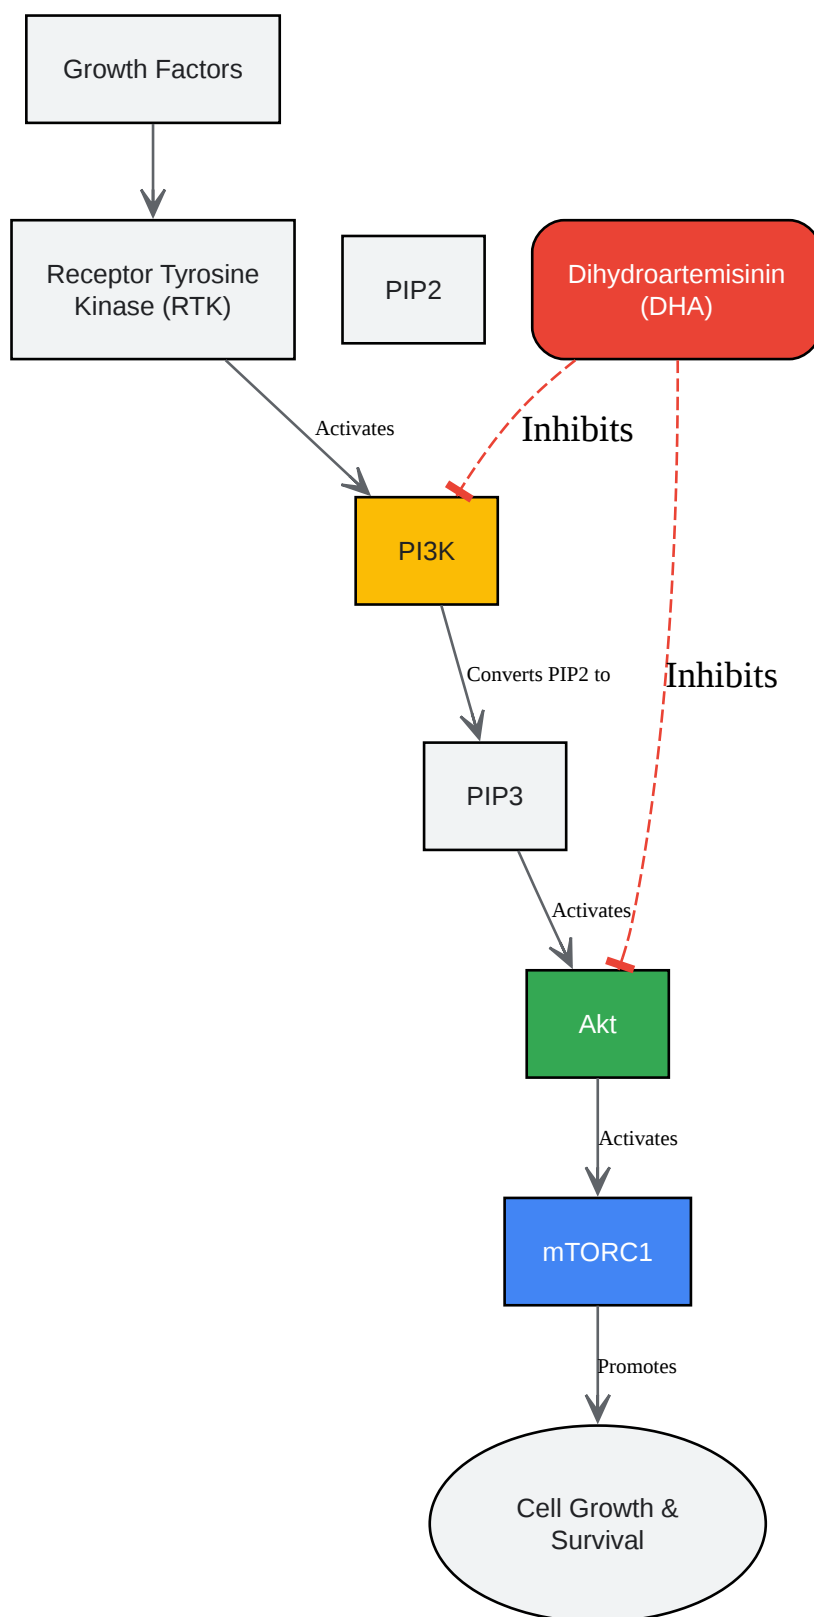 Growth Factors
Receptor Tyrosine
Kinase (RTK)
PIP2
Dihydroartemisinin
(DHA)
Activates
Inhibits
PI3K
Converts PIP2 to
Inhibits
PIP3
Activates
Akt
Activates
mTORC1
Promotes
Cell Growth &
Survival